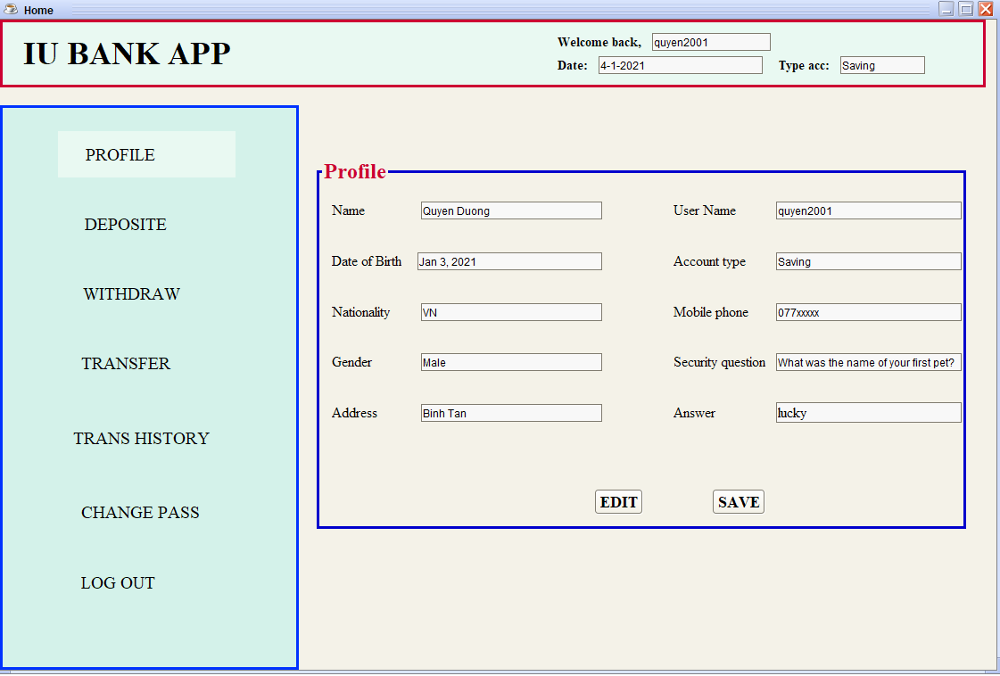 Home
IU BANK APP
Welcome back, quyen2001
Date: 4-1-2021 Type acc: Saving
PROFILE
DEPOSITE
WITHDRAW
TRANSFER
TRANS HISTORY
CHANGE PASS
LOG OUT
Profile
Name Quyen Duong User Name quyen2001
Date of Birth Jan 3, 2021 Account type Saving
Nationality VN Mobile phone 077xxxxx
Gender Male Security question What was the name of your first pet?
Address Binh Tan Answer lucky
EDIT SAVE